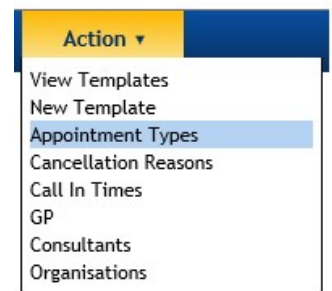 Action ▾
View Templates
New Template
Appointment Types
Cancellation Reasons
Call In Times
GP
Consultants
Organisations